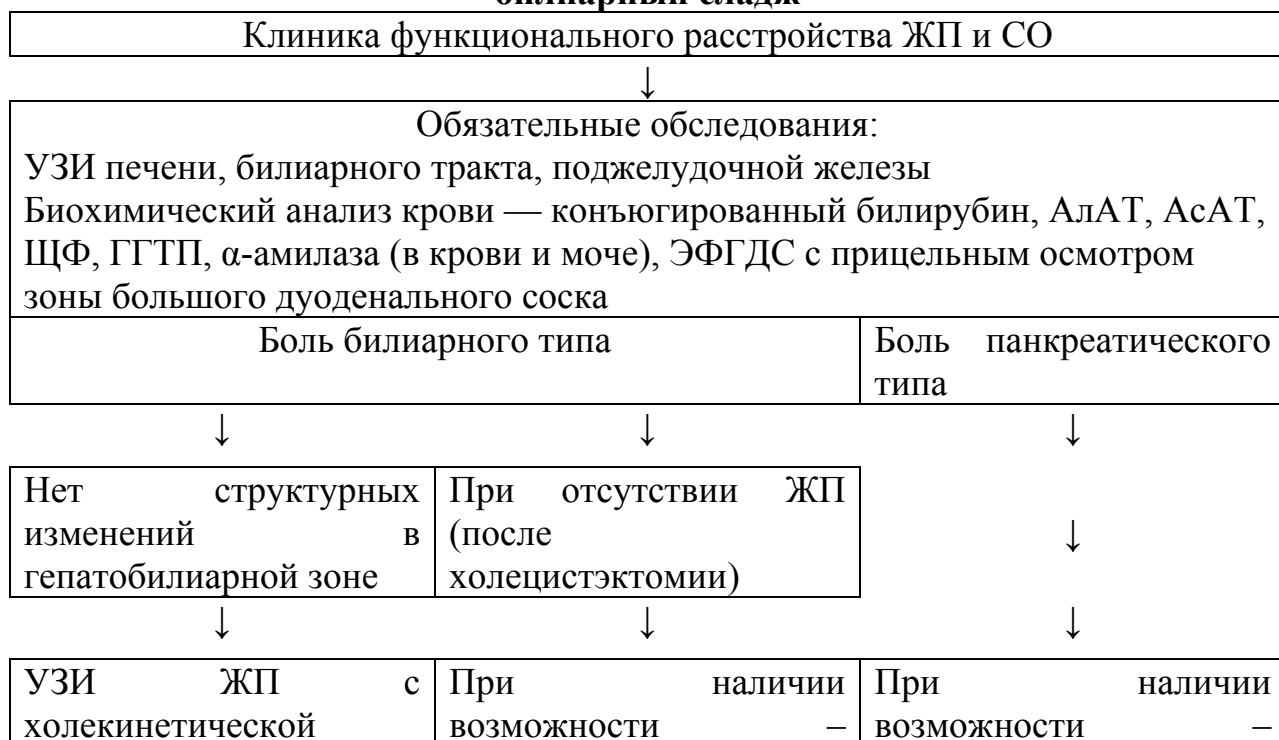 билиарный сладж
Клиника функционального расстройства ЖП и СО
↓
Обязательные обследования:
УЗИ печени, билиарного тракта, поджелудочной железы
Биохимический анализ крови — конъюгированный билирубин, АлАТ, АсАТ,
ЩФ, ГГТП, α-амилаза (в крови и моче), ЭФГДС с прицельным осмотром
зоны большого дуоденального соска
Боль билиарного типа
Боль панкреатического
типа
↓ ↓ ↓
Нет структурных
изменений в
гепатобилиарной зоне
При отсутствии ЖП
(после
холецистэктомии)
↓
↓ ↓ ↓
УЗИ ЖП с
холекинетической
При наличии
возможности –
При наличии
возможности –